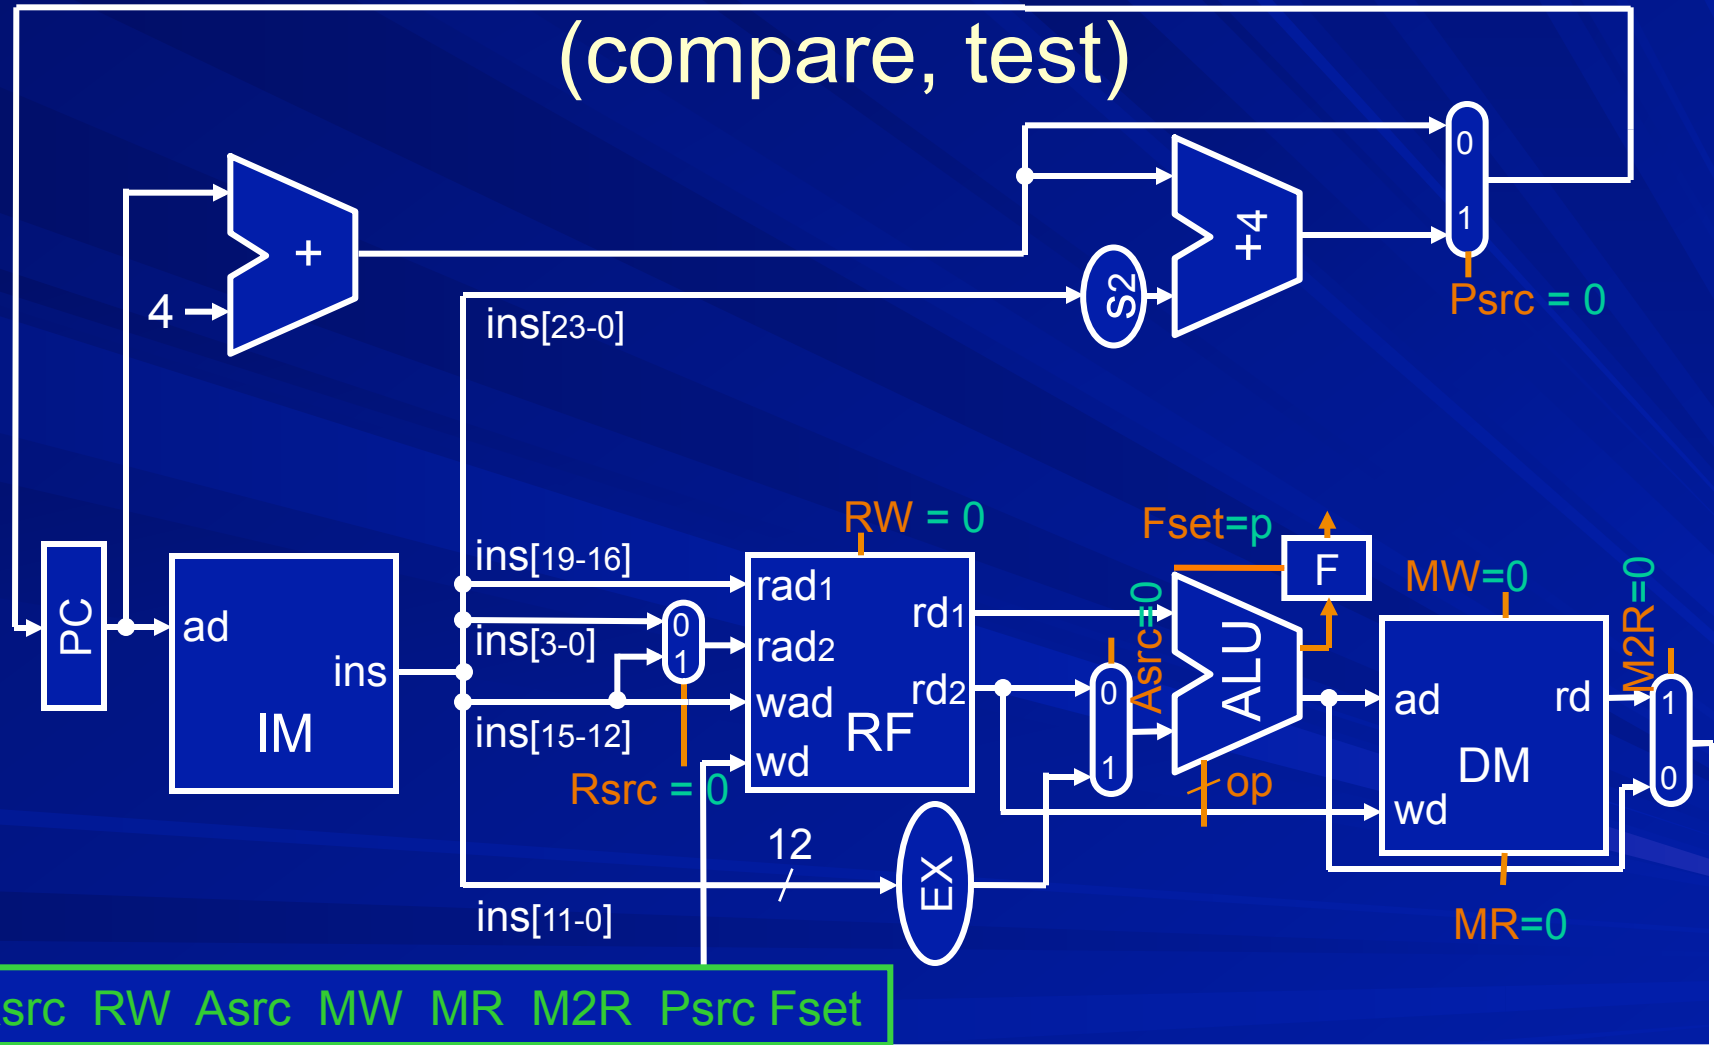 (compare, test)
0
1
Psrc = 0
+
+4
S2
4
ins[23-0]
RW = 0
Fset=p
F
MW=0
M2R=0
ins[19-16]
rad1
rd1
Asrc=0
PC
ad
ins
IM
ins[3-0]
0
1
rad2
rd2
0
1
ALU
ad
rd
1
0
ins[15-12]
wad
RF
wd
DM
wd
Rsrc = 0
op
12
EX
ins[11-0]
MR=0
src RW Asrc MW MR M2R Psrc Fset